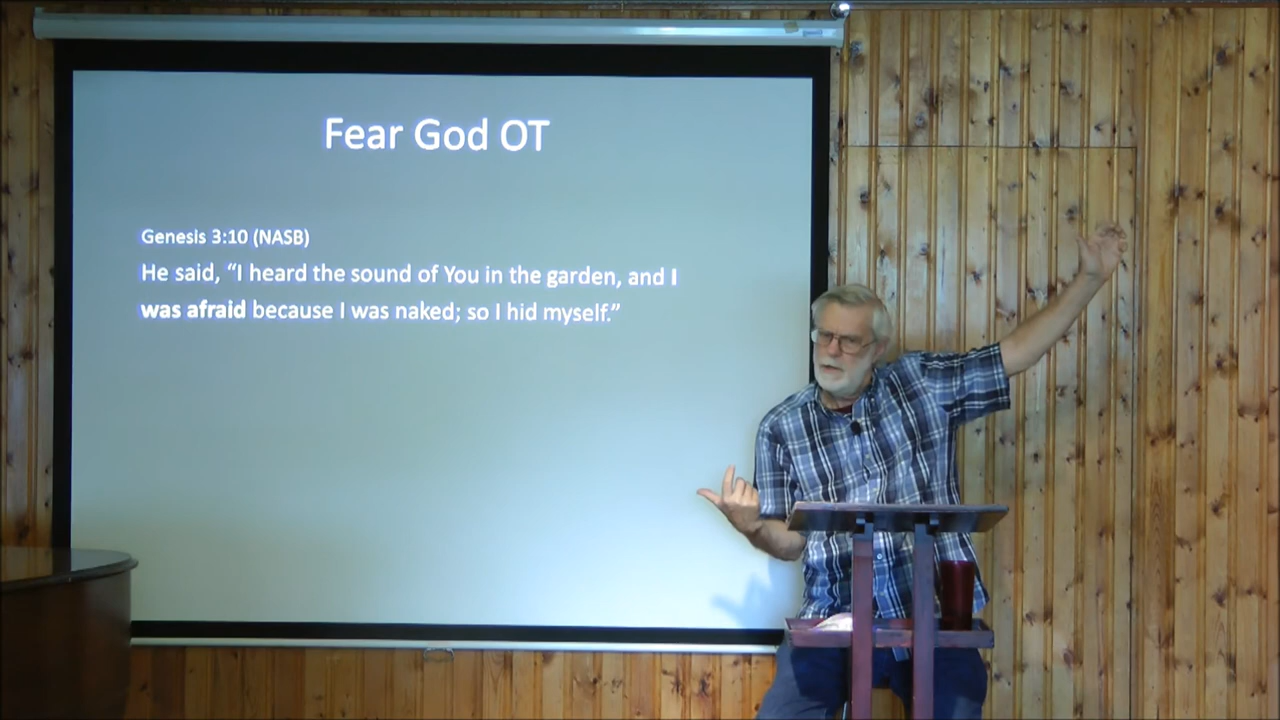 Fear God OT
Genesis 3:10 (NASB)
He said, “I heard the sound of You in the garden, and I
was afraid because I was naked; so I hid myself.”